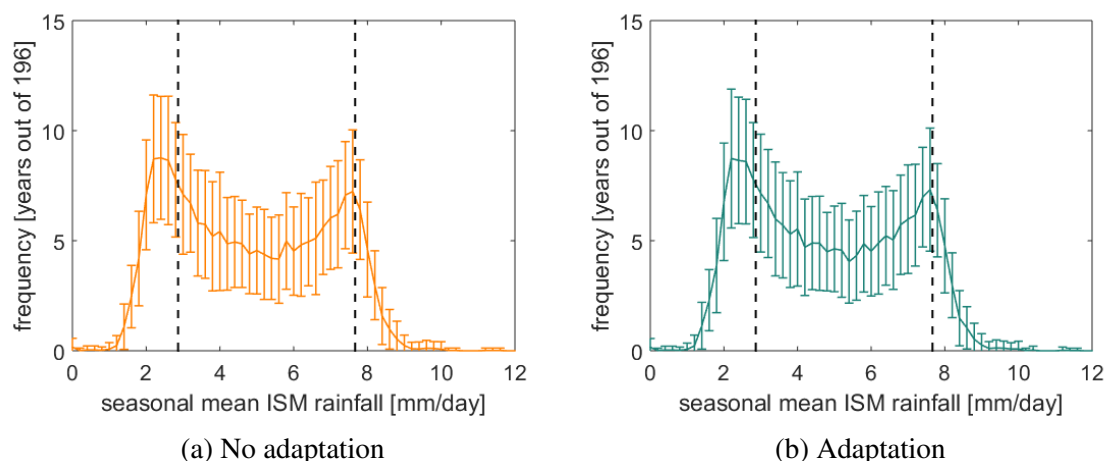 15
10
5
0
frequency [years out of 196]
0 2 4 6 8 10 12
seasonal mean ISM rainfall [mm/day]
(a) No adaptation
15
10
5
0
frequency [years out of 196]
0 2 4 6 8 10 12
seasonal mean ISM rainfall [mm/day]
(b) Adaptation